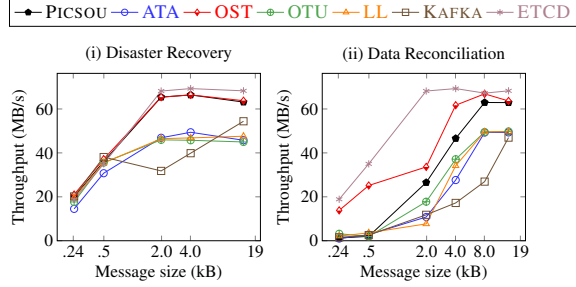 PICSOU ATA OST OTU LL KAFKA ETCD
(i) Disaster Recovery
(ii) Data Reconciliation
Throughput (MB/s)
60
40
20
0
.24 .5 2.0 4.0 19
Message size (kB)
Throughput (MB/s)
60
40
20
0
.24 .5 2.0 4.0 8.0 19
Message size (kB)